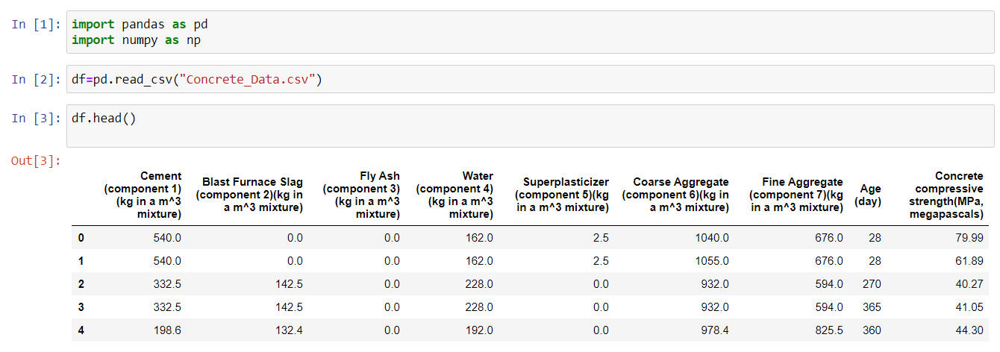 In [1]: import pandas as pd
import numpy as np
In [2]: df=pd.read_csv("Concrete_Data.csv")
In [3]: df.head()
Out[3]:
Cement (component 1) (kg in a m^3 mixture) Blast Furnace Slag (component 2)(kg in a m^3 mixture) Fly Ash (component 3) (kg in a m^3 mixture) Water (component 4) (kg in a m^3 mixture) Superplasticizer (component 5)(kg in a m^3 mixture) Coarse Aggregate (component 6)(kg in a m^3 mixture) Fine Aggregate (component 7)(kg in a m^3 mixture) Age (day) Concrete compressive strength(MPa, megapascals)
0 540.0 0.0 0.0 162.0 2.5 1040.0 676.0 28 79.99
1 540.0 0.0 0.0 162.0 2.5 1055.0 676.0 28 61.89
2 332.5 142.5 0.0 228.0 0.0 932.0 594.0 270 40.27
3 332.5 142.5 0.0 228.0 0.0 932.0 594.0 365 41.05
4 198.6 132.4 0.0 192.0 0.0 978.4 825.5 360 44.30